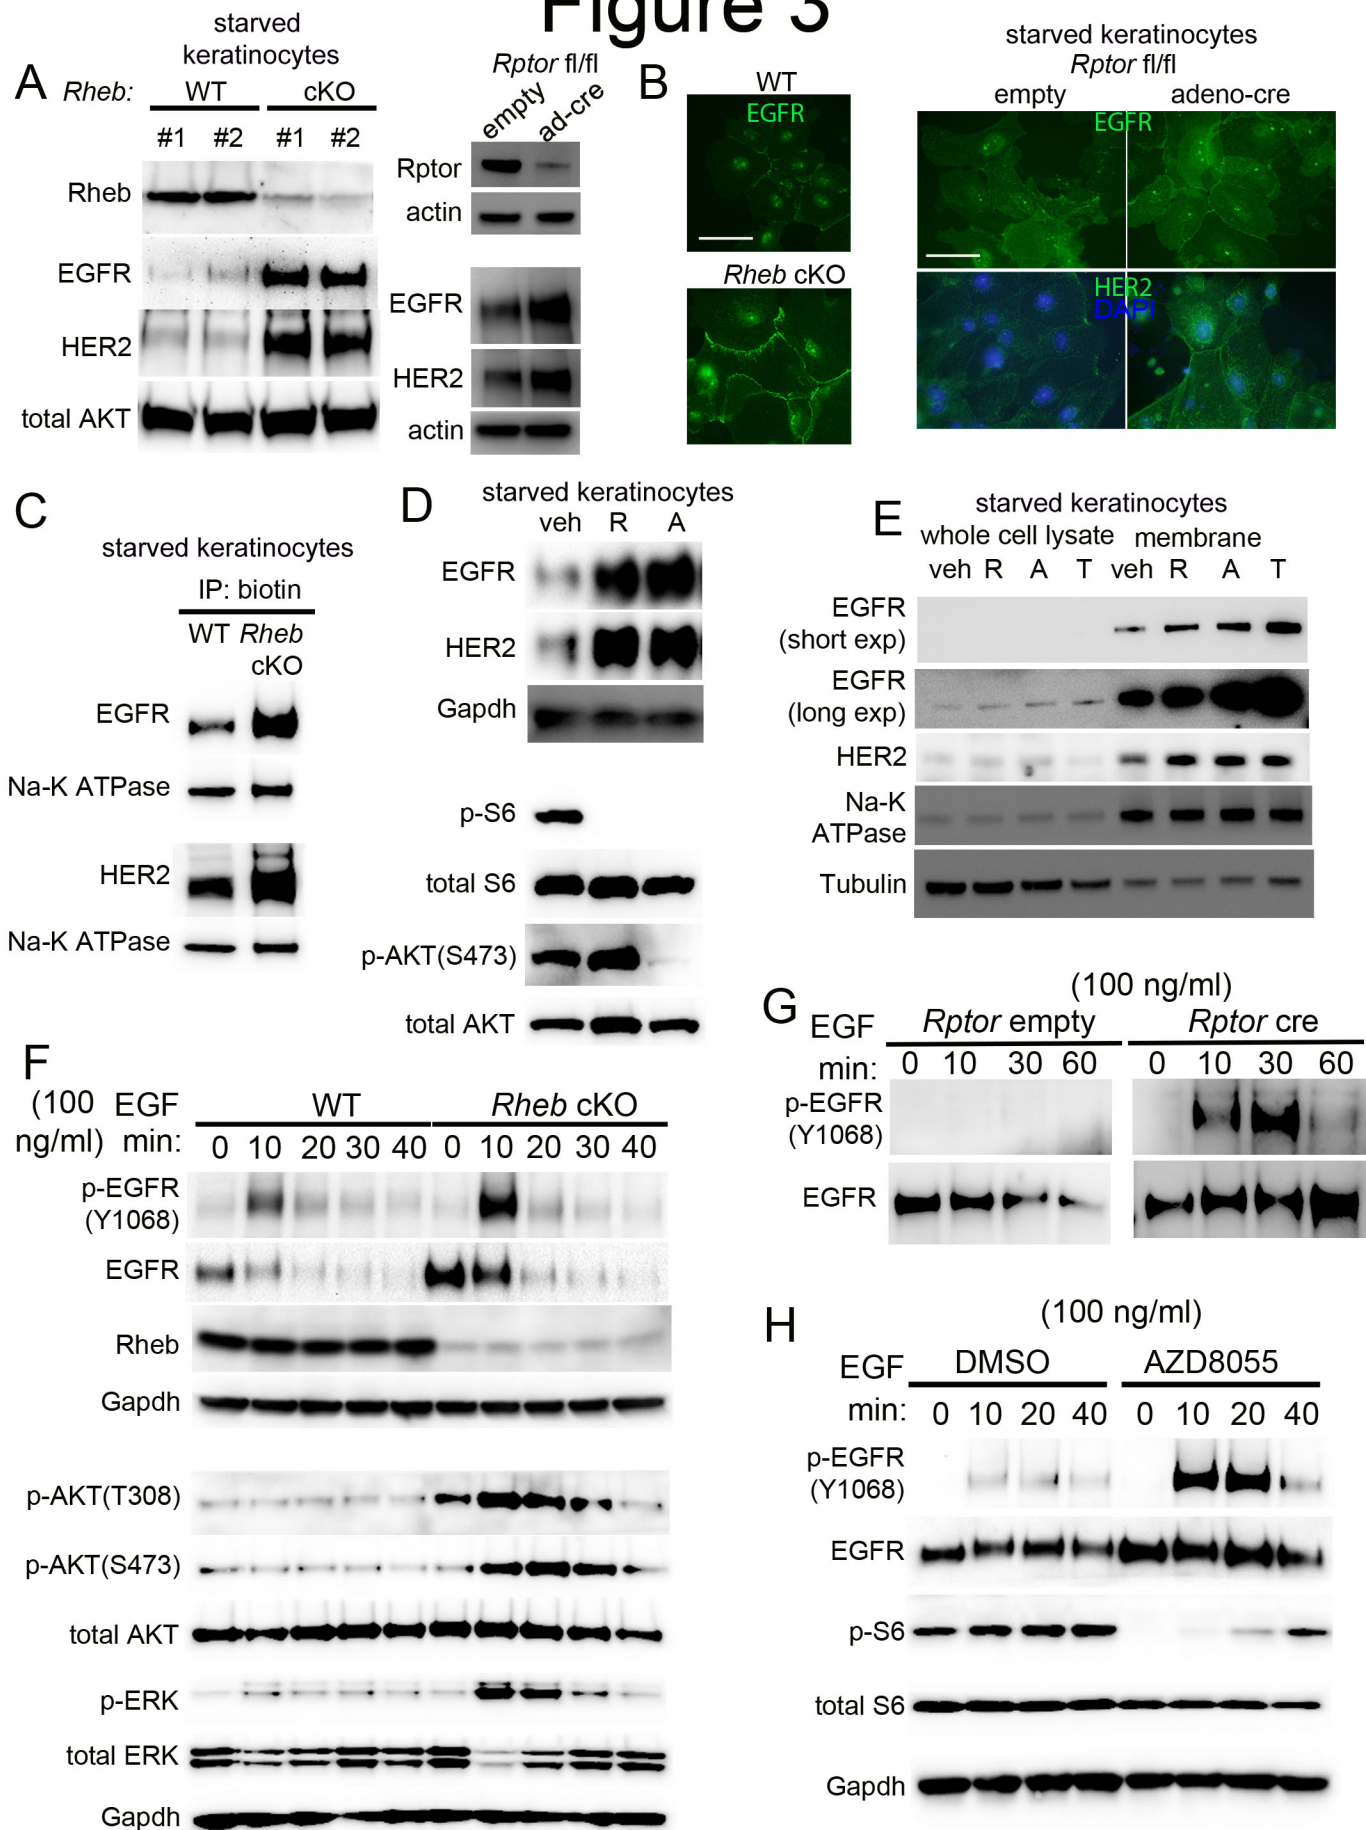 Figure 3
A
starved
keratinocytes
Rheb: WT cKO
#1 #2 #1 #2
Rheb
EGFR
HER2
total AKT
Rptor fl/fl
empty ad-cre
Rptor
actin
EGFR
HER2
actin
B
WT
EGFR
Rheb cKO
starved keratinocytes
Rptor fl/fl
empty adeno-cre
EGFR
HER2
DAPI
C
starved keratinocytes
IP: biotin
WT Rheb
cKO
EGFR
Na-K ATPase
HER2
Na-K ATPase
D
starved keratinocytes
veh R A
EGFR
HER2
Gapdh
p-S6
total S6
p-AKT(S473)
total AKT
E
starved keratinocytes
whole cell lysate membrane
veh R A T veh R A T
EGFR
(short exp)
EGFR
(long exp)
HER2
Na-K
ATPase
Tubulin
F
(100 EGF WT Rheb cKO
ng/ml) min: 0 10 20 30 40 0 10 20 30 40
p-EGFR
(Y1068)
EGFR
Rheb
Gapdh
p-AKT(T308)
p-AKT(S473)
total AKT
p-ERK
total ERK
Gapdh
G
(100 ng/ml)
EGF Rptor empty Rptor cre
min: 0 10 30 60 0 10 30 60
p-EGFR
(Y1068)
EGFR
H
(100 ng/ml)
EGF DMSO AZD8055
min: 0 10 20 40 0 10 20 40
p-EGFR
(Y1068)
EGFR
p-S6
total S6
Gapdh